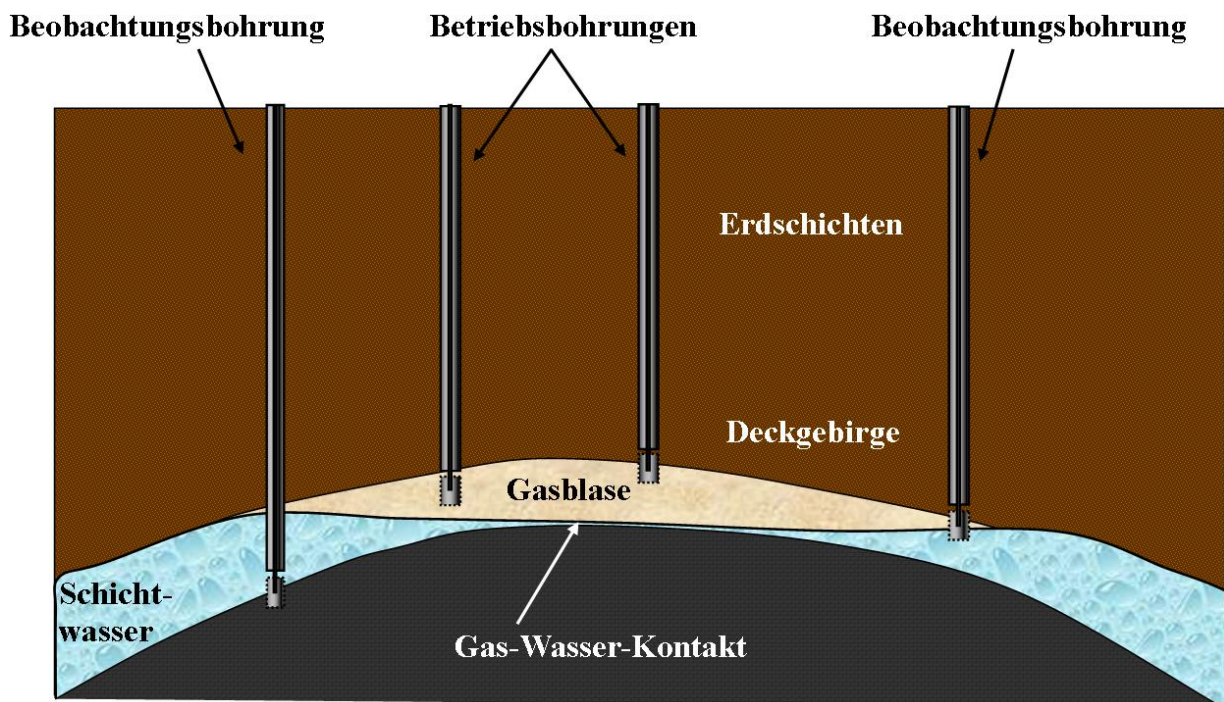 Beobachtungsbohrung
Betriebsbohrungen
Beobachtungsbohrung
Erdschichten
Deckgebirge
Gasblase
Schicht-
wasser
Gas-Wasser-Kontakt